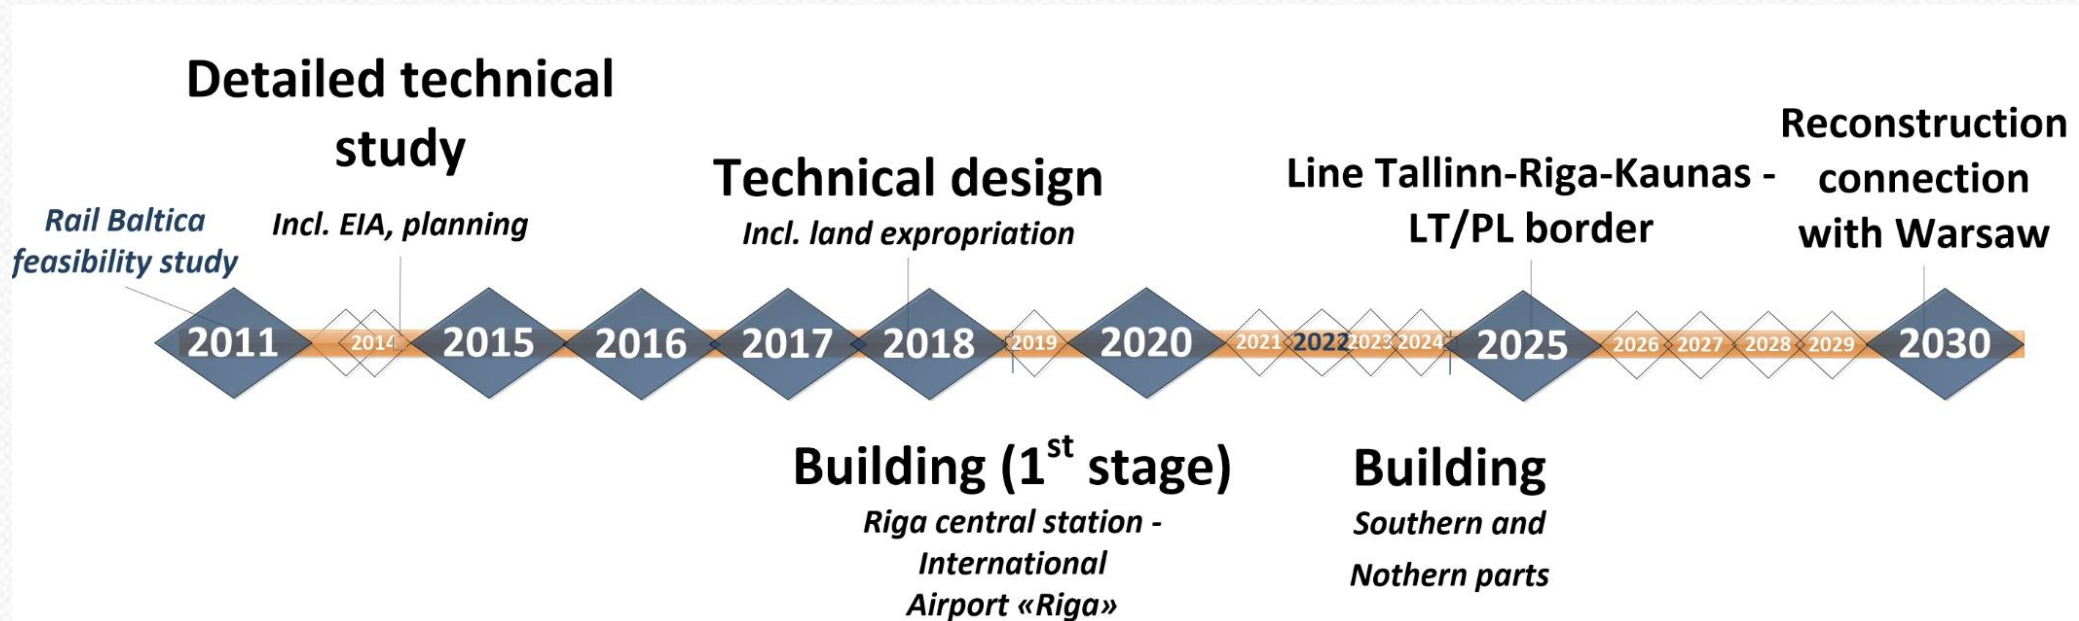 Detailed technical
study
Incl. EIA, planning
Rail Baltica
feasibility study
Technical design
Incl. land expropriation
Line Tallinn-Riga-Kaunas -
LT/PL border
Reconstruction
connection
with Warsaw
2011 2014 2015 2016 2017 2018 2019 2020 2021 2022 2023 2024 2025 2026 2027 2028 2029 2030
Building (1st stage)
Riga central station -
International
Airport «Riga»
Building
Southern and
Nothern parts